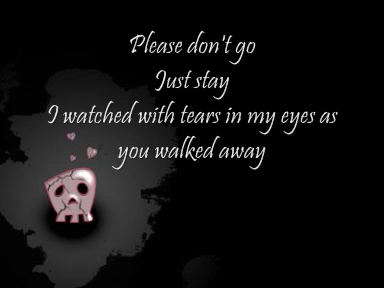 Please don't go
Just stay
I watched with tears in my eyes as
you walked away